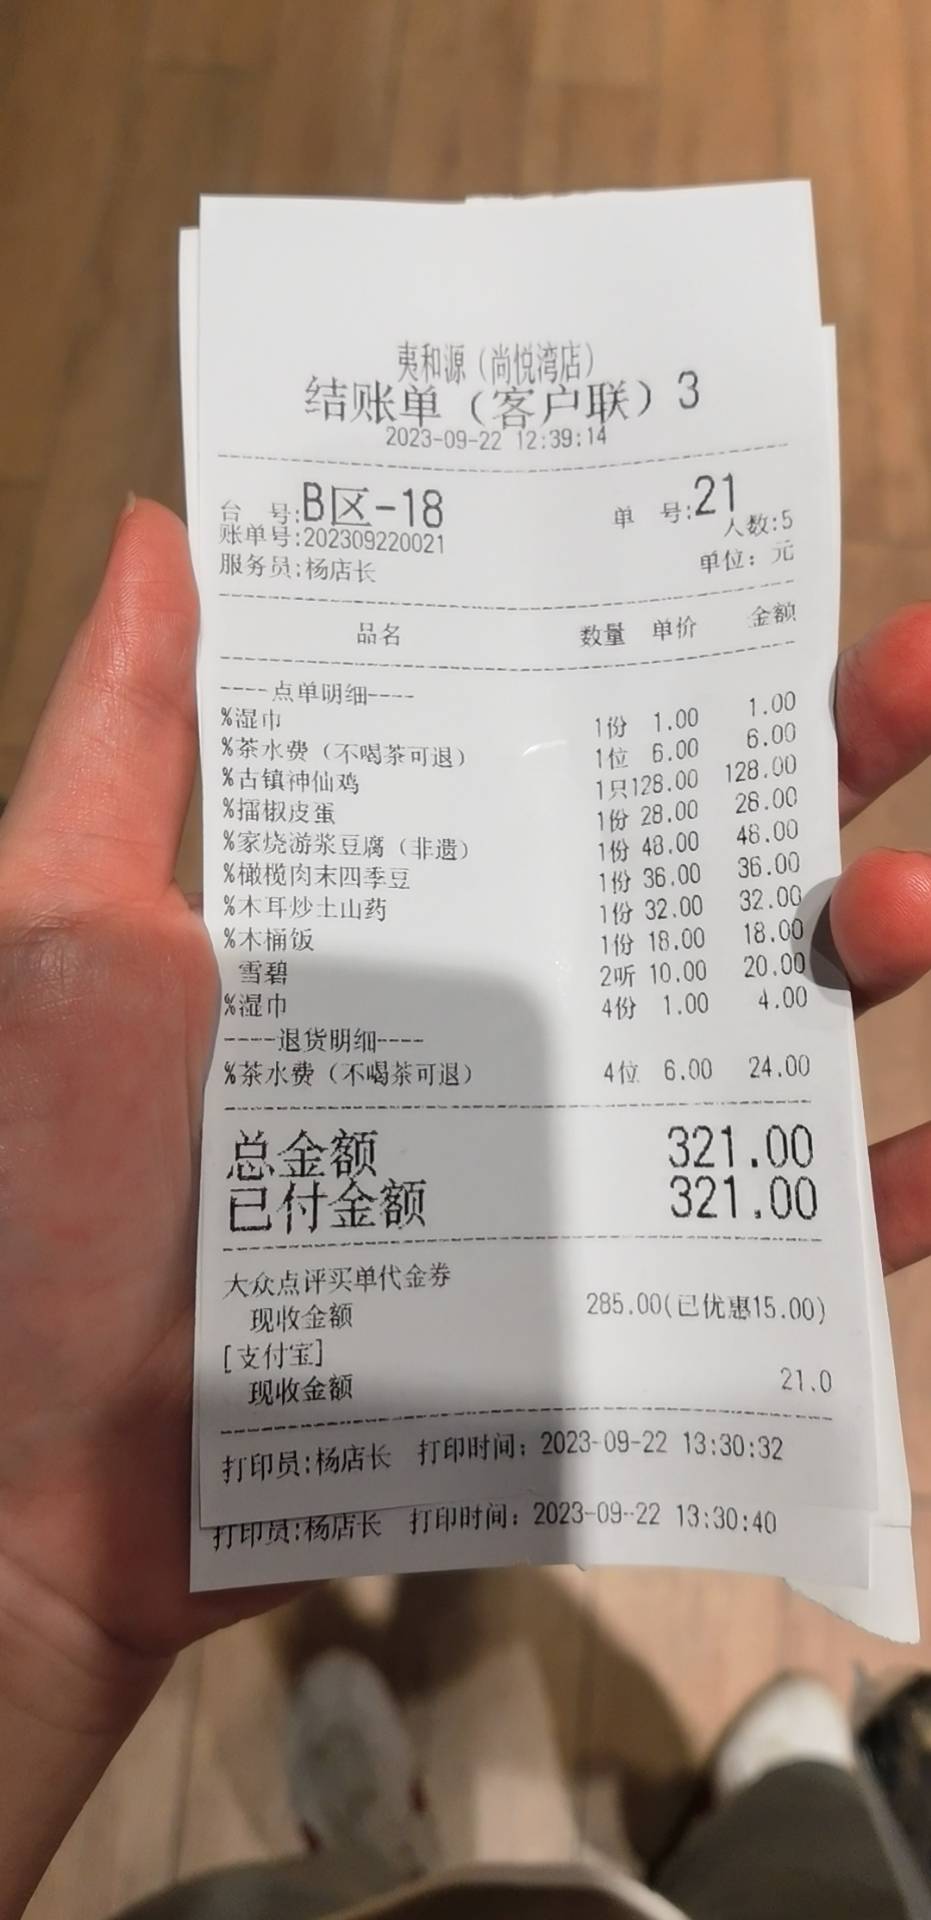 夷和源（尚悦湾店）
结账单（客户联）3
2023-09-22 12:39:14
台 号:B区-18 单 号:21
账单号:202309220021 人数:5
服务员:杨店长 单位：元
品名 数量 单价 金额
----点单明细----
%湿巾 1份 1.00 1.00
%茶水费（不喝茶可退） 1位 6.00 6.00
%古镇神仙鸡 1只128.00 128.00
%擂椒皮蛋 1份 28.00 28.00
%家烧游浆豆腐（非遗） 1份 48.00 48.00
%橄榄肉末四季豆 1份 36.00 36.00
%木耳炒土山药 1份 32.00 32.00
%木桶饭 1份 18.00 18.00
雪碧 2听 10.00 20.00
%湿巾 4份 1.00 4.00
----退货明细----
%茶水费（不喝茶可退） 4位 6.00 24.00
总金额 321.00
已付金额 321.00
大众点评买单代金券
现收金额 285.00(已优惠15.00)
[支付宝]
现收金额 21.0
打印员:杨店长 打印时间：2023-09-22 13:30:32
打印员:杨店长 打印时间：2023-09-22 13:30:40